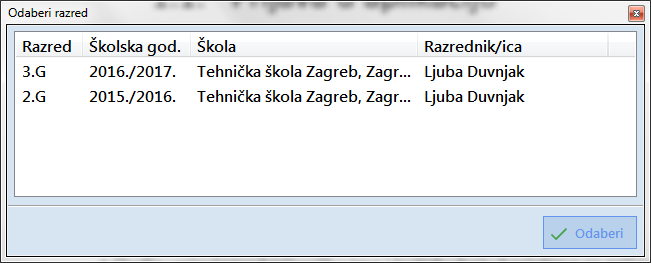 Odaberi razred
Razred Školska god. Škola Razrednik/ica
3.G 2016./2017. Tehnička škola Zagreb, Zagr... Ljuba Duvnjak
2.G 2015./2016. Tehnička škola Zagreb, Zagr... Ljuba Duvnjak
Odaberi